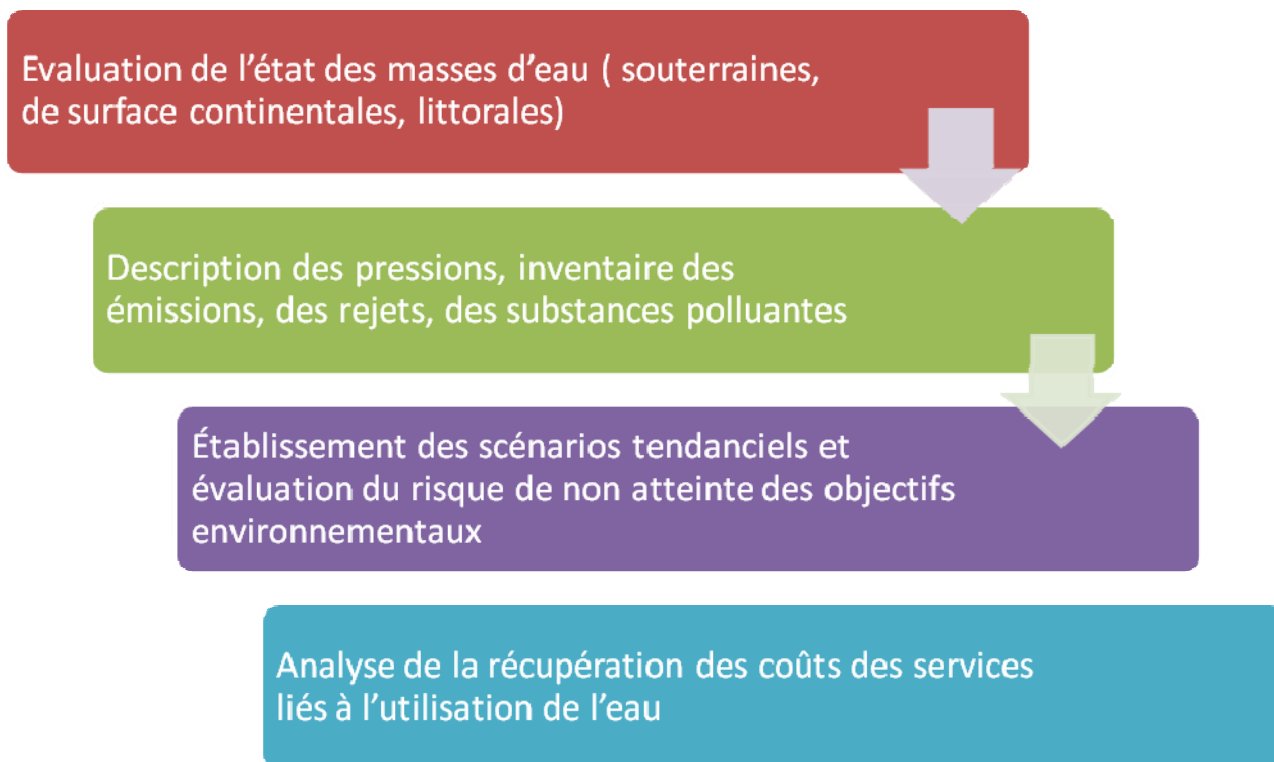 Evaluation de l’état des masses d’eau ( souterraines,
de surface continentales, littorales)
Description des pressions, inventaire des
émissions, des rejets, des substances polluantes
Établissement des scénarios tendanciels et
évaluation du risque de non atteinte des objectifs
environnementaux
Analyse de la récupération des coûts des services
liés à l’utilisation de l’eau